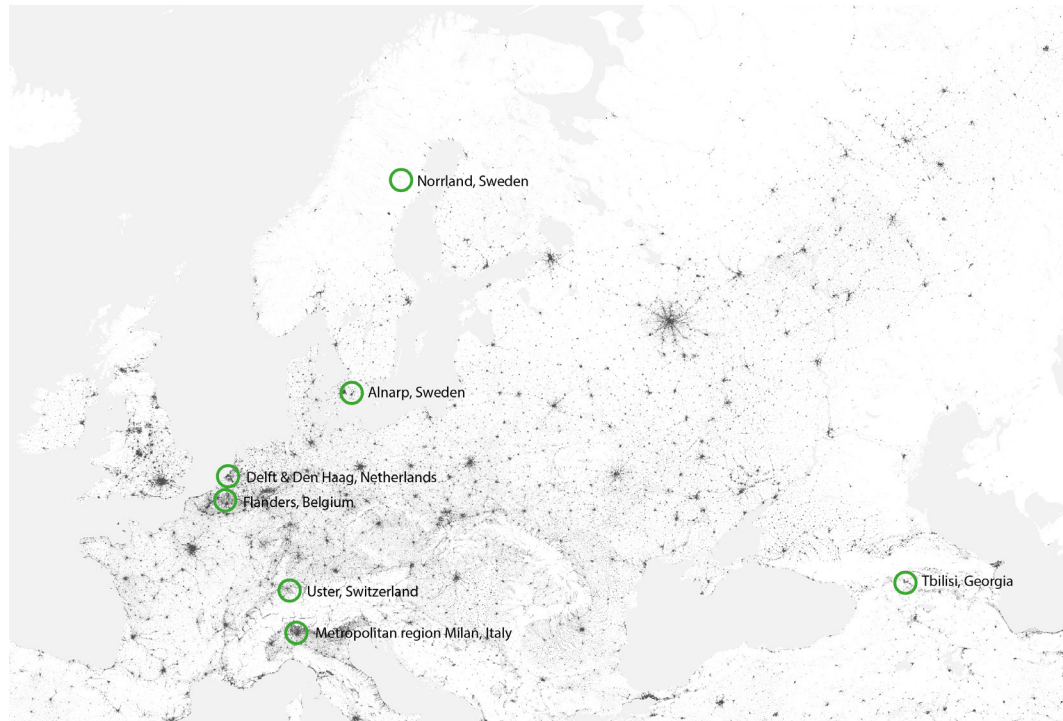 Norrland, Sweden
Alnarp, Sweden
Delft & Den Haag, Netherlands
Flanders, Belgium
Uster, Switzerland
Tbilisi, Georgia
Metropolitan region Milan, Italy